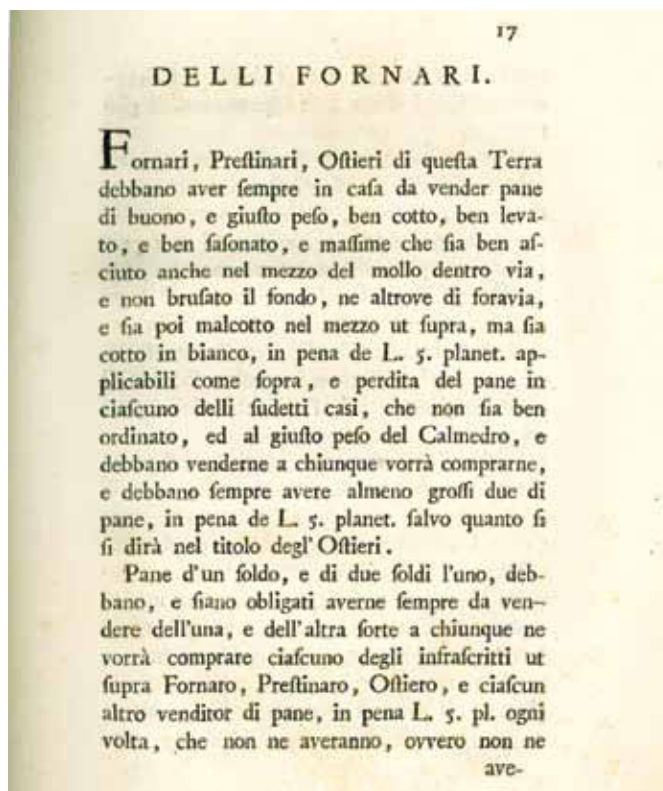 17
DELLI FORNARI.
Fornari, Preſtinari, Oſtieri di queſta Terra
debbano aver ſempre in caſa da vender pane
di buono, e giuſto peſo, ben cotto, ben leva-
to, e ben ſaſonato, e maſſime che ſia ben aſ-
ciuto anche nel mezzo del mollo dentro via,
e non bruſato il fondo, ne altrove di foravia,
e ſia poi malcotto nel mezzo ut ſupra, ma ſia
cotto in bianco, in pena de L. 5. planet. ap-
plicabili come ſopra, e perdita del pane in
ciaſcuno delli ſudetti caſi, che non ſia ben
ordinato, ed al giuſto peſo del Calmedro, e
debbano venderne a chiunque vorrà comprarne,
e debbano ſempre avere almeno groſſi due di
pane, in pena de L. 5. planet. ſalvo quanto ſi
ſi dirà nel titolo degl'Oſtieri.
Pane d'un ſoldo, e di due ſoldi l'uno, deb-
bano, e ſiano obligati averne ſempre da ven-
dere dell'una, e dell'altra ſorte a chiunque ne
vorrà comprare ciaſcuno degli infraſcritti ut
ſupra Fornaro, Preſtinaro, Oſtiero, e ciaſcun
altro venditor di pane, in pena L. 5. pl. ogni
volta, che non ne averanno, ovvero non ne
ave-